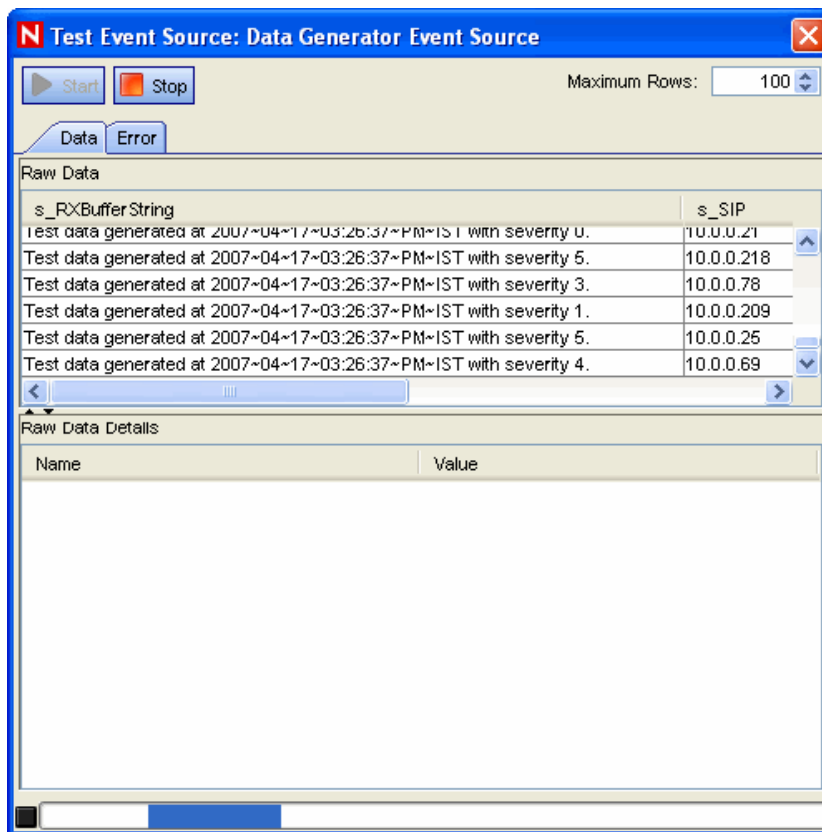 N Test Event Source: Data Generator Event Source
Start Stop Maximum Rows: 100
Data Error
Raw Data
s_RXBufferString s_SIP
Test data generated at 2007~04~17~03:26:37~PM~IST with severity 0. 10.0.0.21
Test data generated at 2007~04~17~03:26:37~PM~IST with severity 5. 10.0.0.218
Test data generated at 2007~04~17~03:26:37~PM~IST with severity 3. 10.0.0.78
Test data generated at 2007~04~17~03:26:37~PM~IST with severity 1. 10.0.0.209
Test data generated at 2007~04~17~03:26:37~PM~IST with severity 5. 10.0.0.25
Test data generated at 2007~04~17~03:26:37~PM~IST with severity 4. 10.0.0.69
Raw Data Details
Name Value